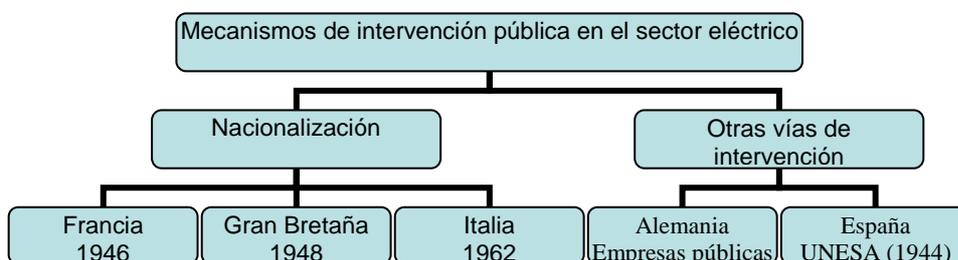 Mecanismos de intervención pública en el sector eléctrico
Nacionalización
Otras vías de
intervención
Francia
1946
Gran Bretaña
1948
Italia
1962
Alemania
Empresas públicas
España
UNESA (1944)